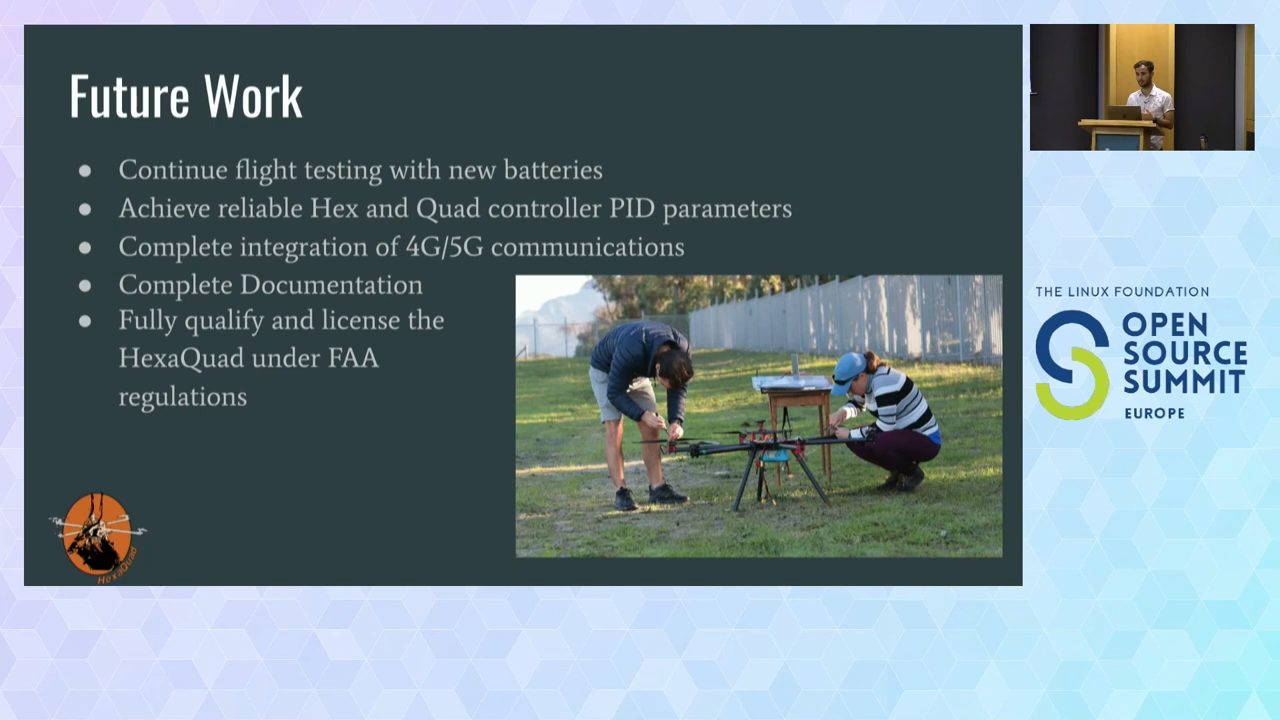 Future Work
● Continue flight testing with new batteries
● Achieve reliable Hex and Quad controller PID parameters
● Complete integration of 4G/5G communications
● Complete Documentation
● Fully qualify and license the
HexaQuad under FAA
regulations
HexaQuad
THE LINUX FOUNDATION
OPEN
SOURCE
SUMMIT
EUROPE